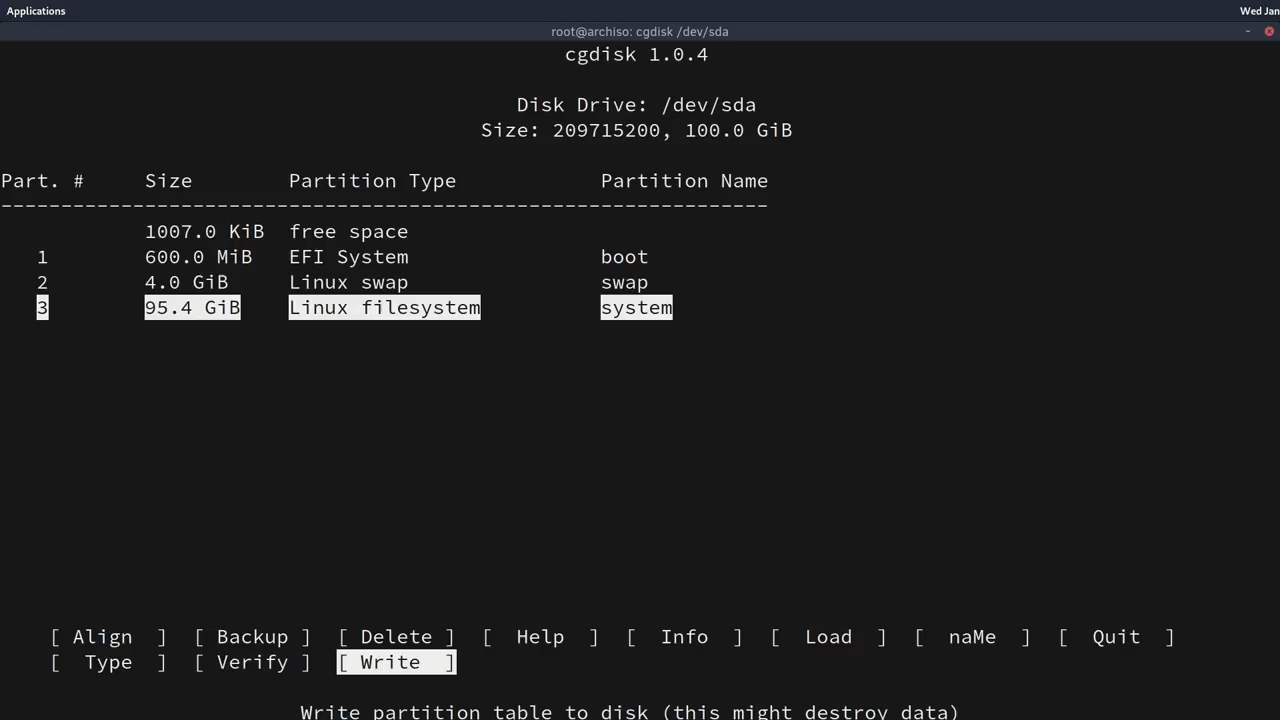 Applications Wed Jan
root@archiso: cgdisk /dev/sda
cgdisk 1.0.4
Disk Drive: /dev/sda
Size: 209715200, 100.0 GiB
Part. # Size Partition Type Partition Name
----------------------------------------------------------------
1007.0 KiB free space
1 600.0 MiB EFI System boot
2 4.0 GiB Linux swap swap
3 95.4 GiB Linux filesystem system
[ Align ] [ Backup ] [ Delete ] [ Help ] [ Info ] [ Load ] [ naMe ] [ Quit ]
[ Type ] [ Verify ] [ Write ]
Write partition table to disk (this might destroy data)